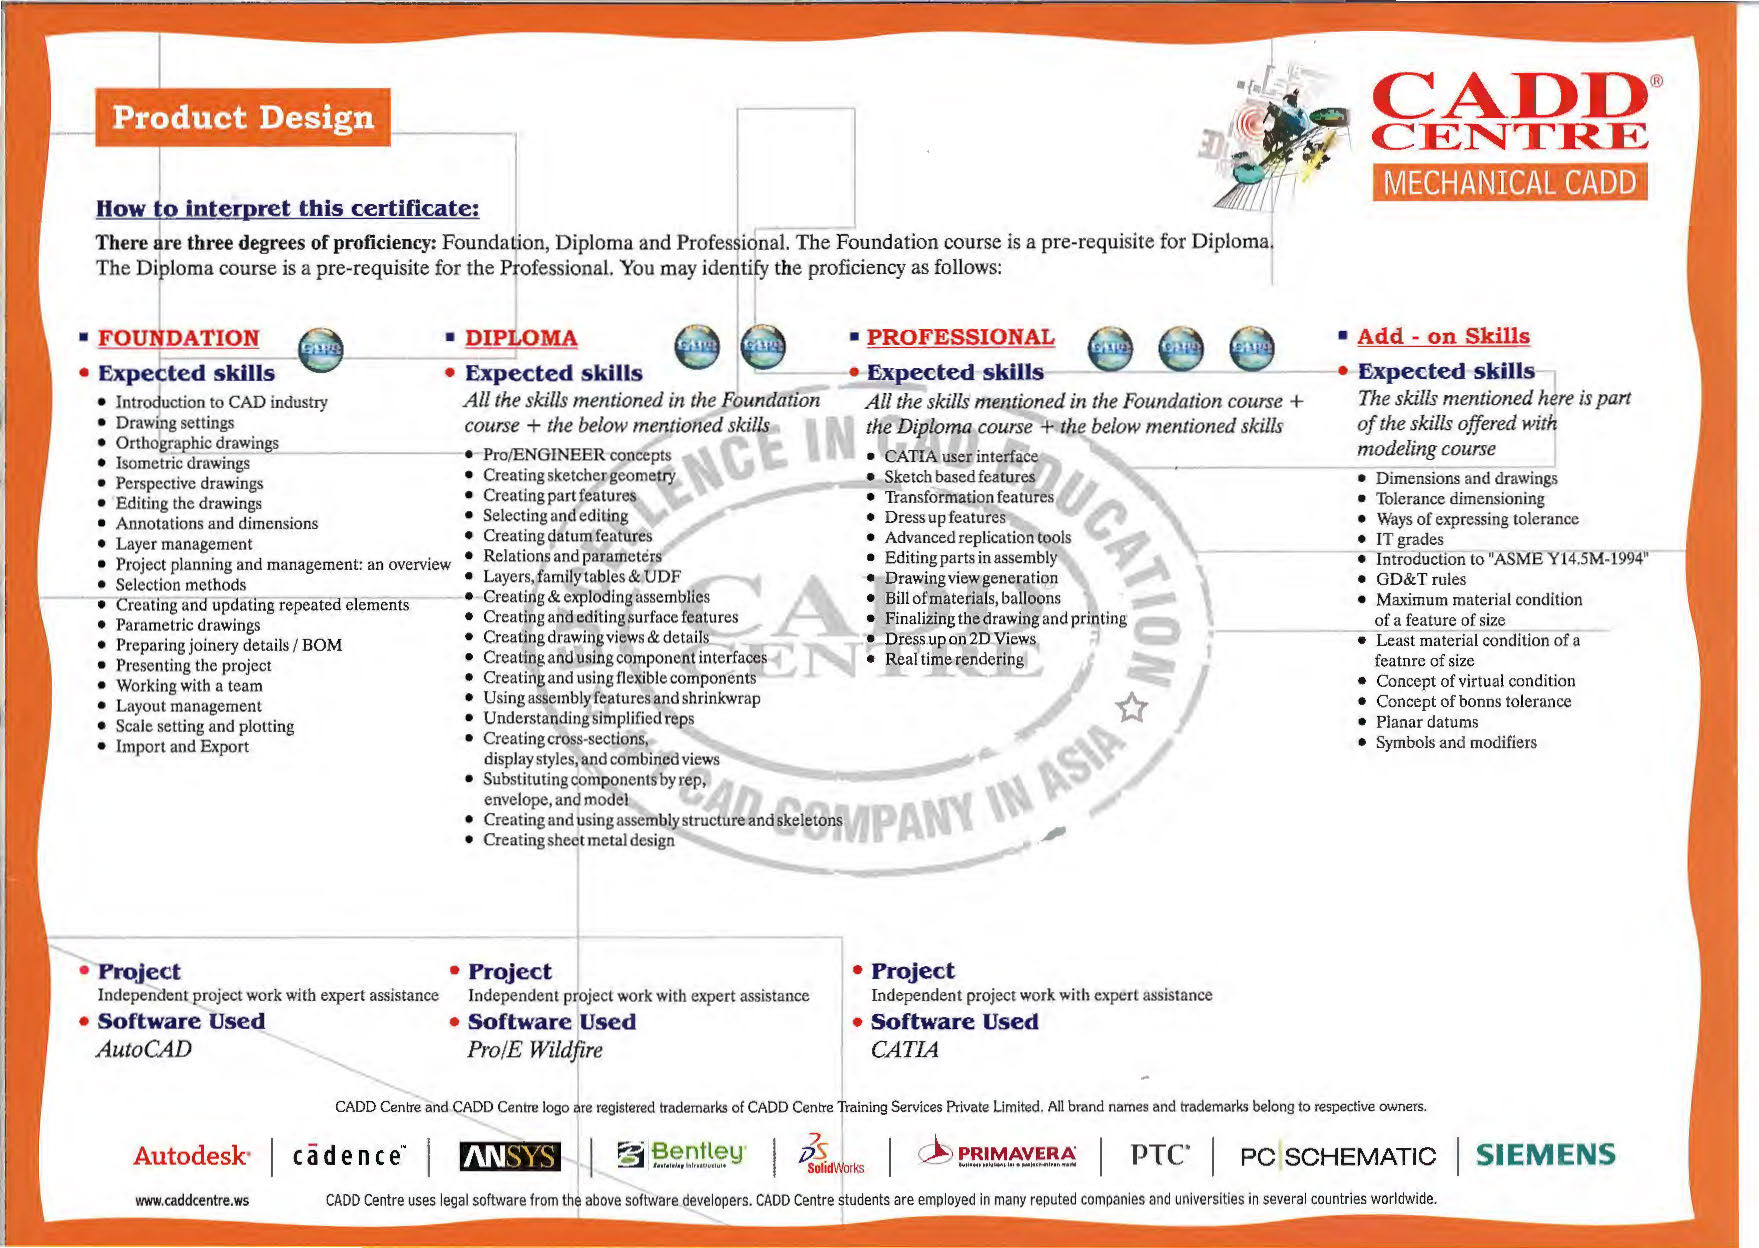 Product Design
CADD®
CENTRE
MECHANICAL CADD
How to interpret this certificate:
There are three degrees of proficiency: Foundation, Diploma and Professional. The Foundation course is a pre-requisite for Diploma.
The Diploma course is a pre-requisite for the Professional. You may identify the proficiency as follows:
FOUNDATION
Expected skills
Introduction to CAD industry
Drawing settings
Orthographic drawings
Isometric drawings
Perspective drawings
Editing the drawings
Annotations and dimensions
Layer management
Project planning and management: an overview
Selection methods
Creating and updating repeated elements
Parametric drawings
Preparing joinery details / BOM
Presenting the project
Working with a team
Layout management
Scale setting and plotting
Import and Export
DIPLOMA
Expected skills
All the skills mentioned in the Foundation
course + the below mentioned skills
Pro/ENGINEER concepts
Creating sketcher geometry
Creating part features
Selecting and editing
Creating datum features
Relations and parameters
Layers, family tables & UDF
Creating & exploding assemblies
Creating and editing surface features
Creating drawing views & details
Creating and using component interfaces
Creating and using flexible components
Using assembly features and shrinkwrap
Understanding simplified reps
Creating cross-sections,
display styles, and combined views
Substituting components by rep,
envelope, and model
Creating and using assembly structure and skeletons
Creating sheet metal design
PROFESSIONAL
Expected skills
All the skills mentioned in the Foundation course +
the Diploma course + the below mentioned skills
CATIA user interface
Sketch based features
Transformation features
Dress up features
Advanced replication tools
Editing parts in assembly
Drawing view generation
Bill of materials, balloons
Finalizing the drawing and printing
Dress up on 2D Views
Real time rendering
Add - on Skills
Expected skills
The skills mentioned here is part
of the skills offered with
modeling course
Dimensions and drawings
Tolerance dimensioning
Ways of expressing tolerance
IT grades
Introduction to "ASME Y14.5M-1994"
GD&T rules
Maximum material condition
of a feature of size
Least material condition of a
featnre of size
Concept of virtual condition
Concept of bonns tolerance
Planar datums
Symbols and modifiers
EXCELLENCE IN CAD EDUCATION
CADD
CENTRE
CAD COMPANY IN ASIA
Project
Independent project work with expert assistance
Software Used
AutoCAD
Project
Independent project work with expert assistance
Software Used
Pro/E Wildfire
Project
Independent project work with expert assistance
Software Used
CATIA
CADD Centre and CADD Centre logo are registered trademarks of CADD Centre Training Services Private Limited. All brand names and trademarks belong to respective owners.
Autodesk
cādence™
ANSYS
Bentley
Sustaining Infrastructure
SolidWorks
PRIMAVERA
PTC
PC SCHEMATIC
SIEMENS
www.caddcentre.ws
CADD Centre uses legal software from the above software developers. CADD Centre students are employed in many reputed companies and universities in several countries worldwide.